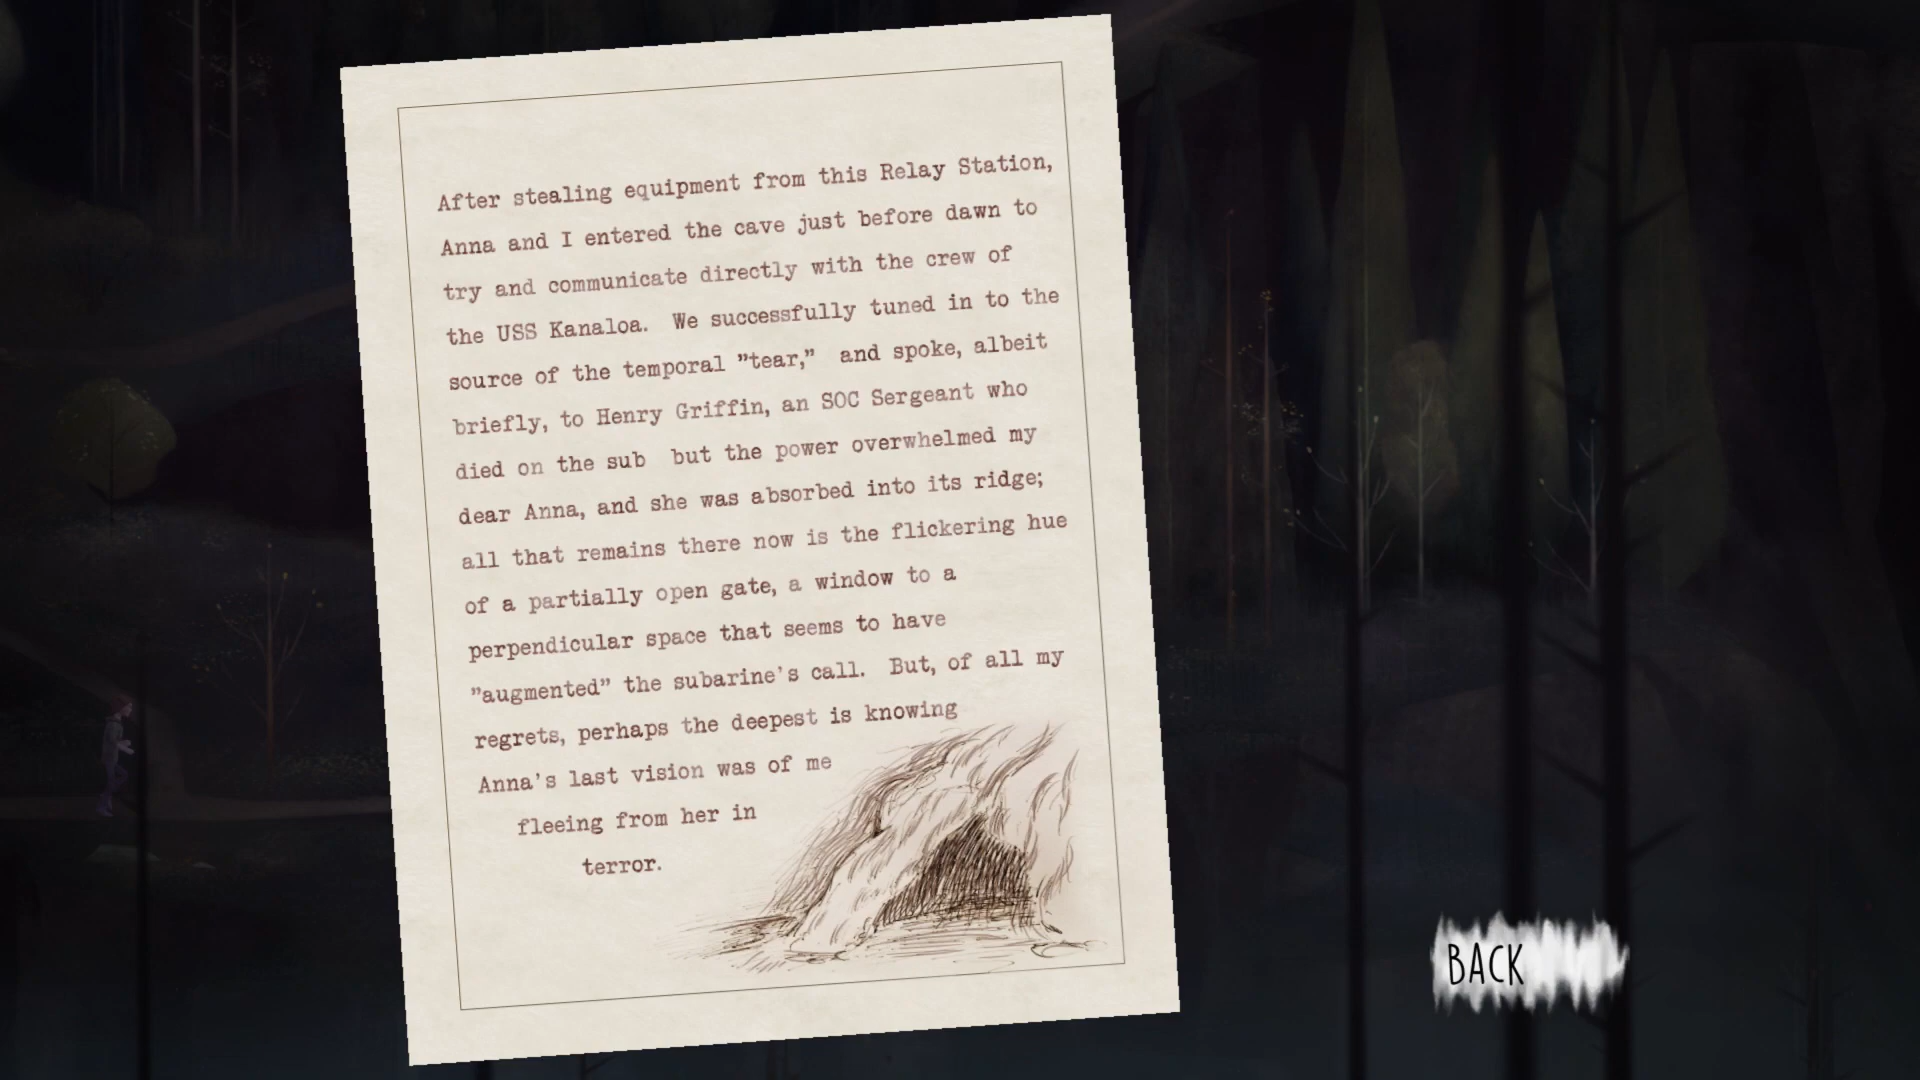 After stealing equipment from this Relay Station,
Anna and I entered the cave just before dawn to
try and communicate directly with the crew of
the USS Kanaloa.  We successfully tuned in to the
source of the temporal ”tear,”  and spoke, albeit
briefly, to Henry Griffin, an SOC Sergeant who
died on the sub  but the power overwhelmed my
dear Anna, and she was absorbed into its ridge;
all that remains there now is the flickering hue
of a partially open gate, a window to a
perpendicular space that seems to have
”augmented” the subarine's call.  But, of all my
regrets, perhaps the deepest is knowing
Anna's last vision was of me
fleeing from her in
terror.
BACK